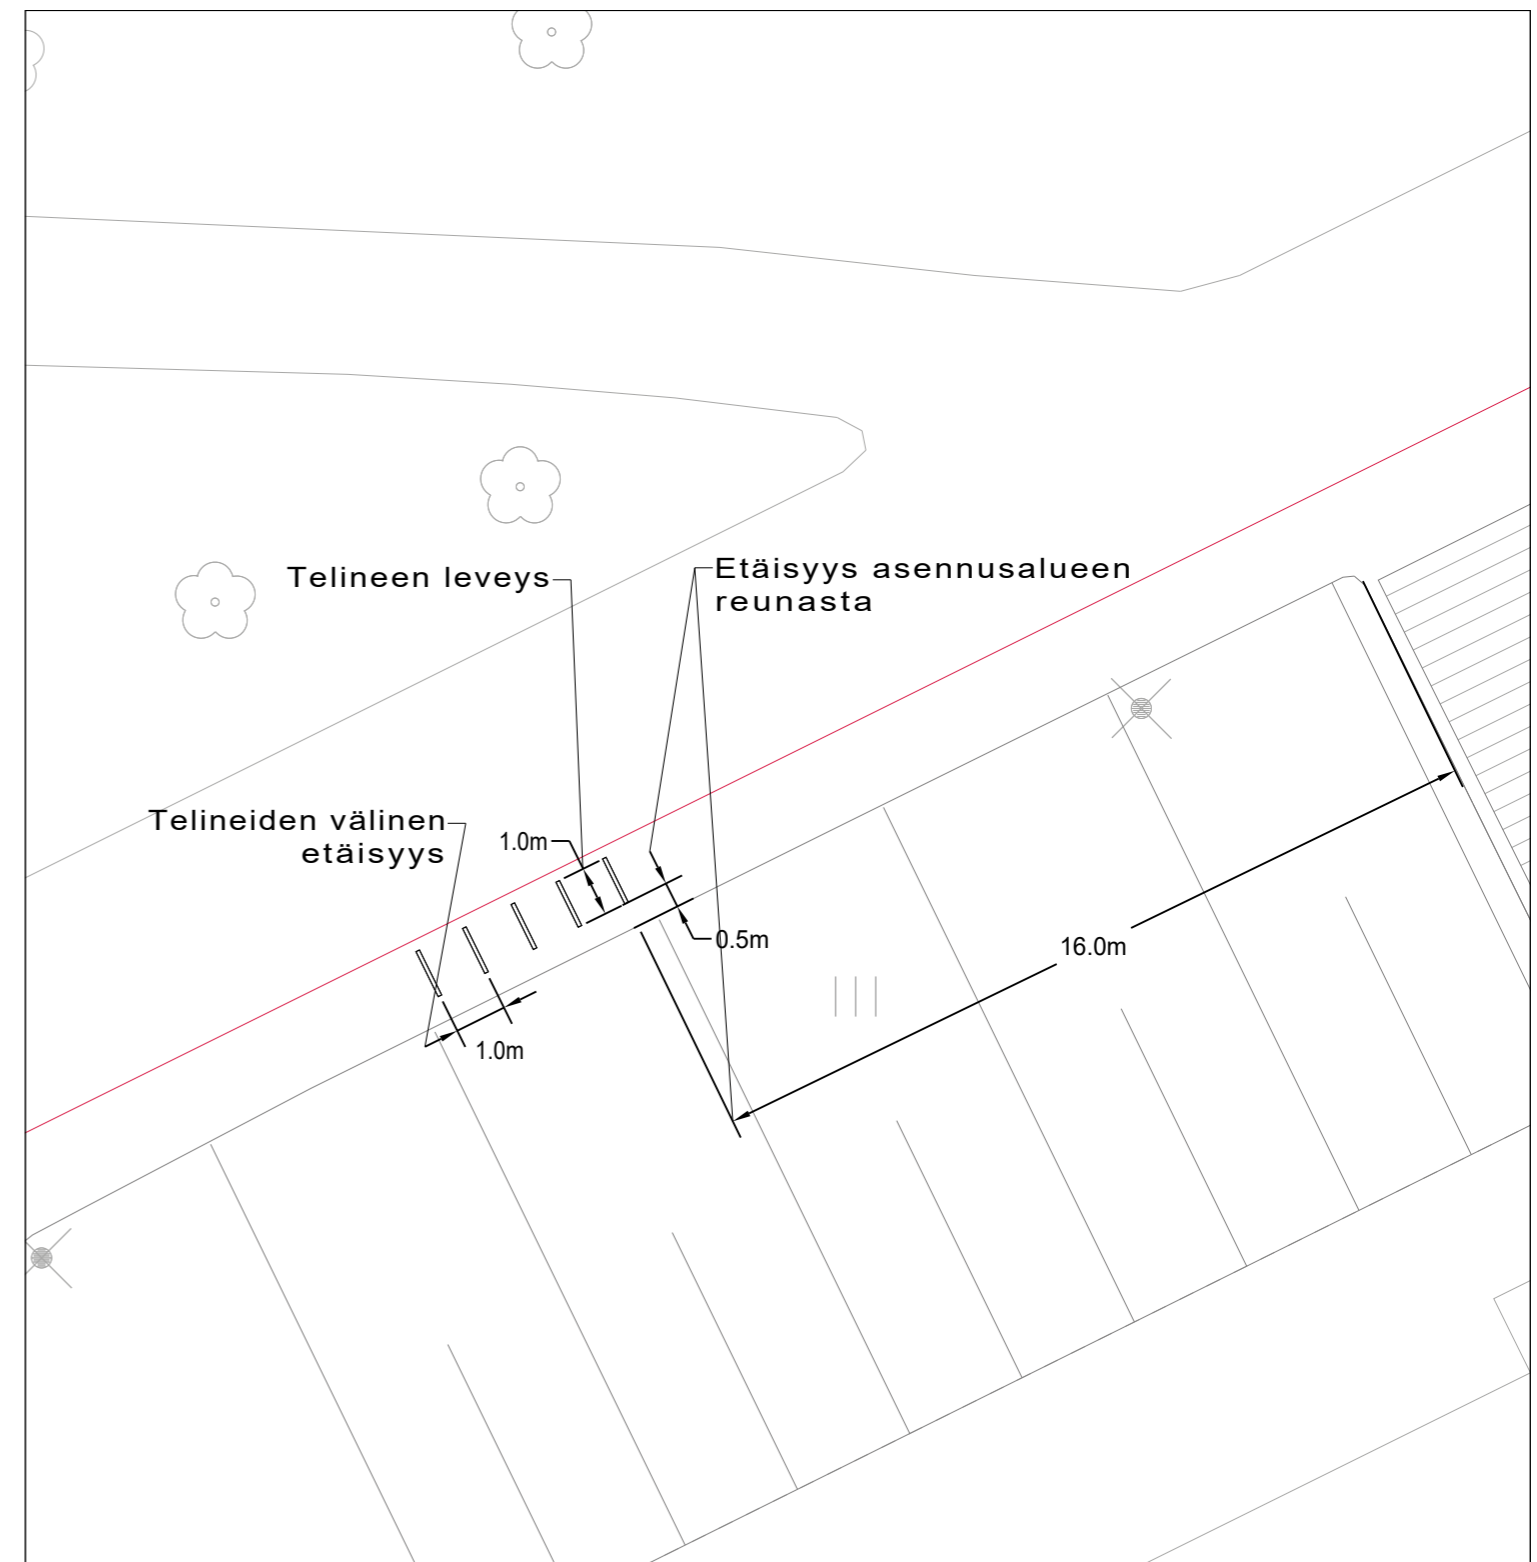 Telineen leveys
Etäisyys asennusalueen
reunasta
Telineiden välinen
etäisyys
1.0m
0.5m
16.0m
1.0m